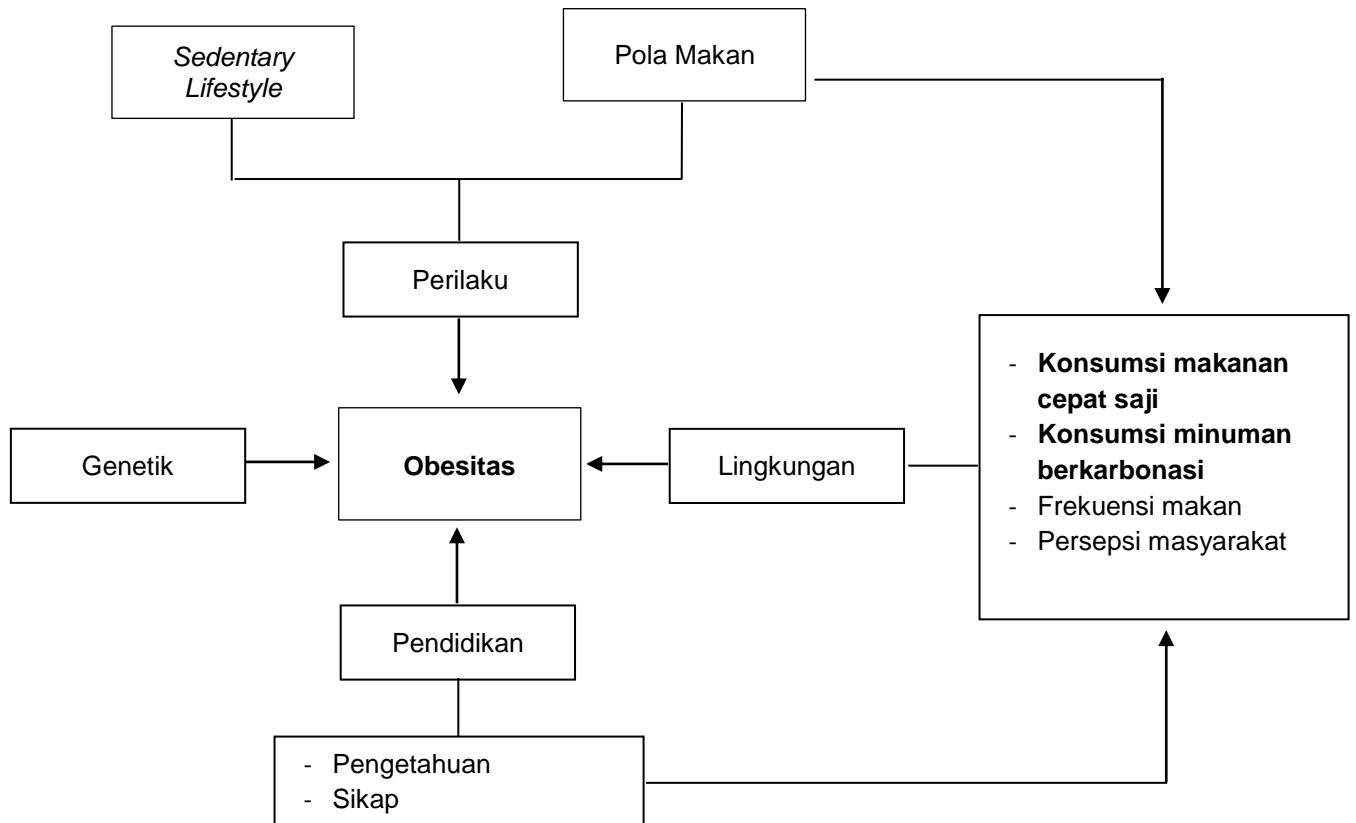 Sedentary
Lifestyle
Pola Makan
Perilaku
- Konsumsi makanan
cepat saji
- Konsumsi minuman
berkarbonasi
- Frekuensi makan
- Persepsi masyarakat
Genetik
Obesitas
Lingkungan
Pendidikan
- Pengetahuan
- Sikap